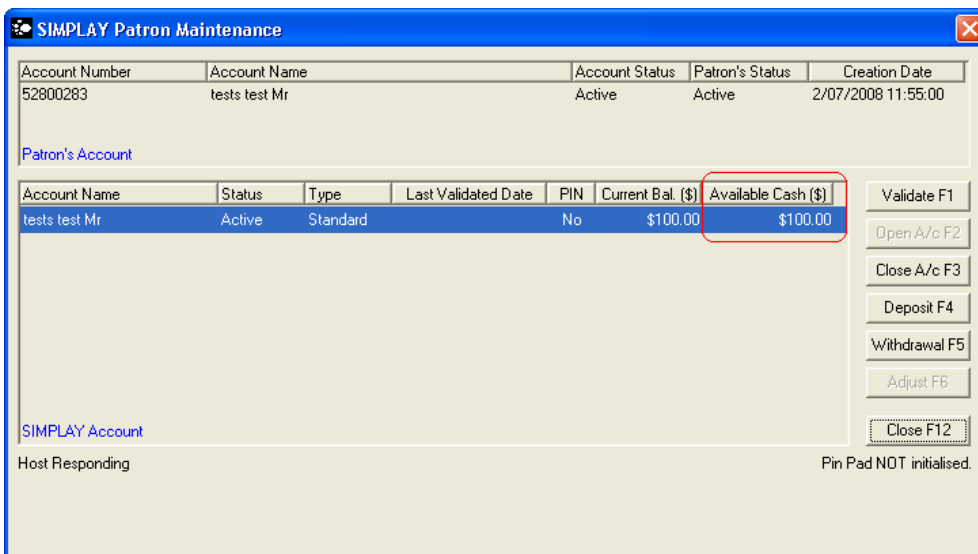 SIMPLAY Patron Maintenance
Account Number Account Name Account Status Patron's Status Creation Date
52800283 tests test Mr Active Active 2/07/2008 11:55:00
Patron's Account
Account Name Status Type Last Validated Date PIN Current Bal. ($) Available Cash ($)
tests test Mr Active Standard No $100.00 $100.00
Validate F1
Open A/c F2
Close A/c F3
Deposit F4
Withdrawal F5
Adjust F6
SIMPLAY Account
Close F12
Host Responding Pin Pad NOT initialised.